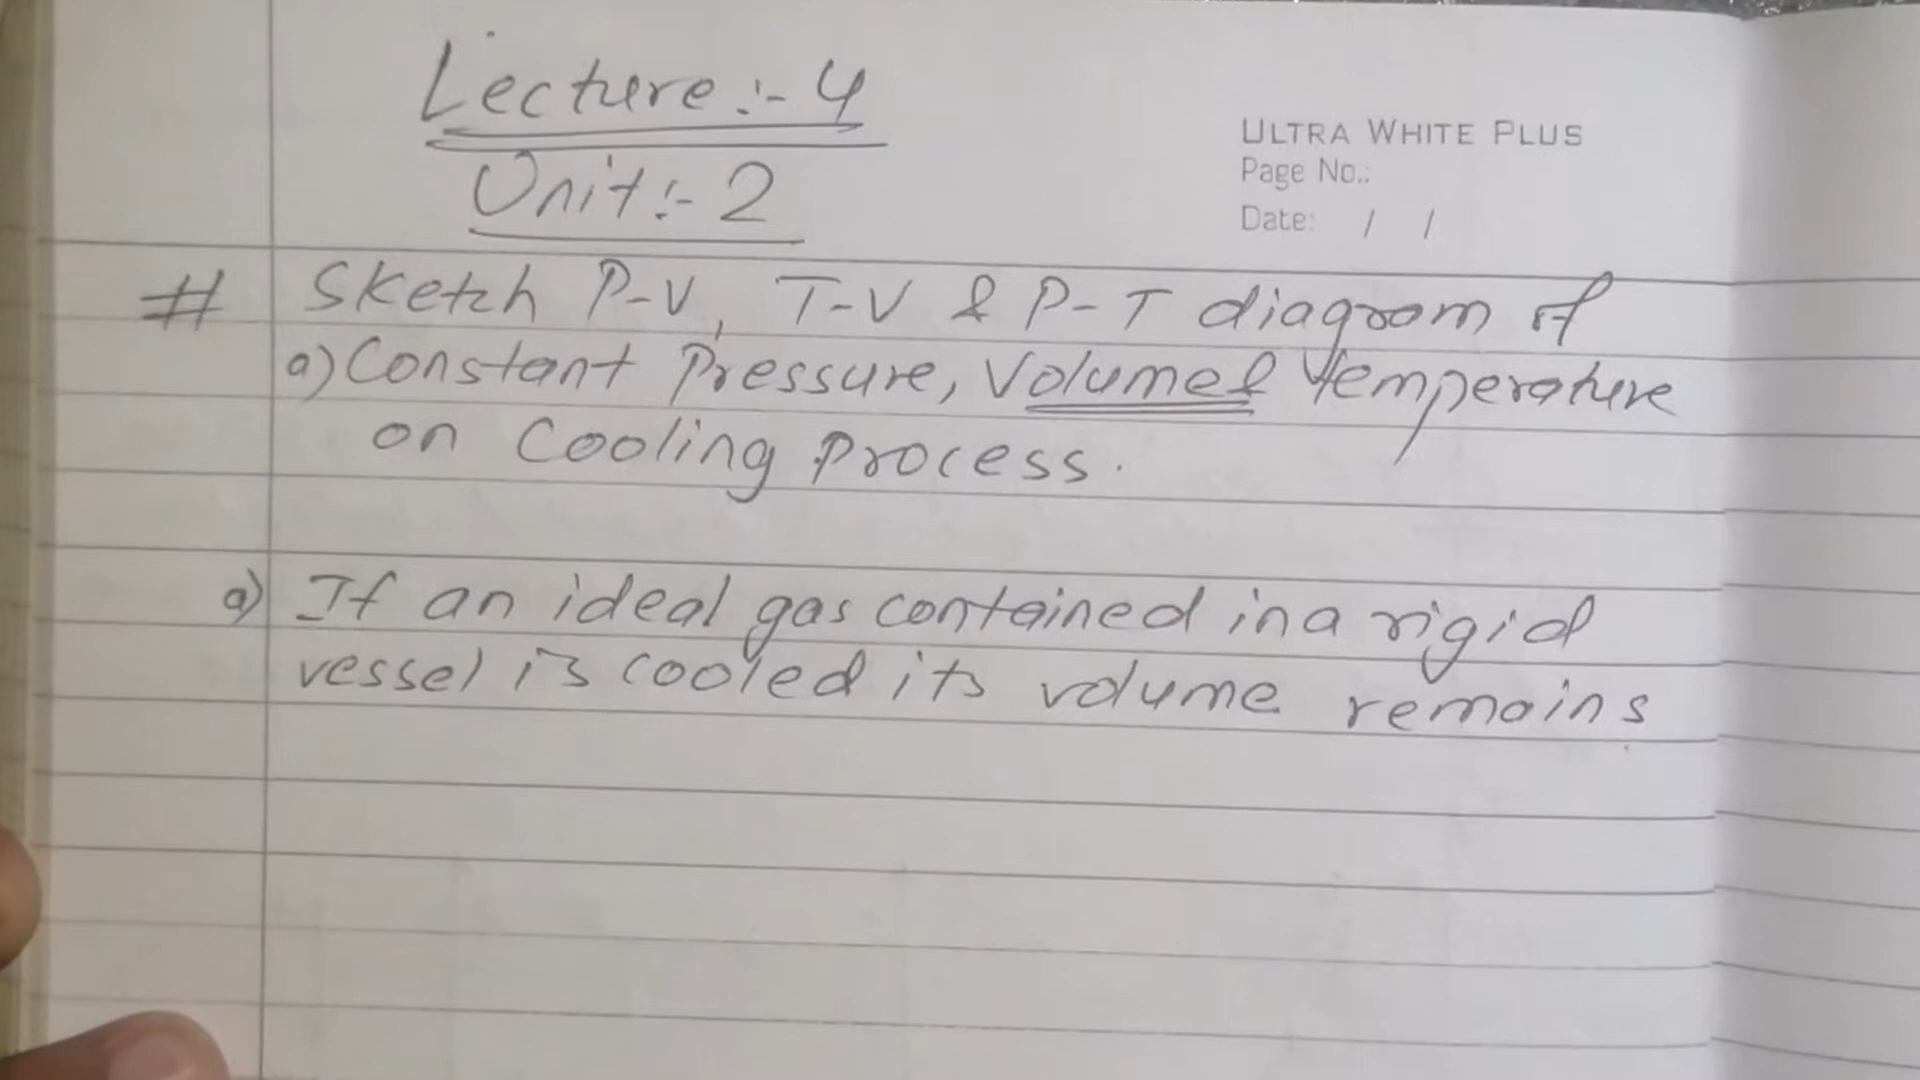 Lecture :- 4
ULTRA WHITE PLUS
Page No.:
Unit :- 2
Date: / /
# Sketch P-V, T-V & P-T diagram of
a) Constant Pressure, Volume & temperature
on Cooling process.
a) If an ideal gas contained in a rigid
vessel is cooled its volume remains